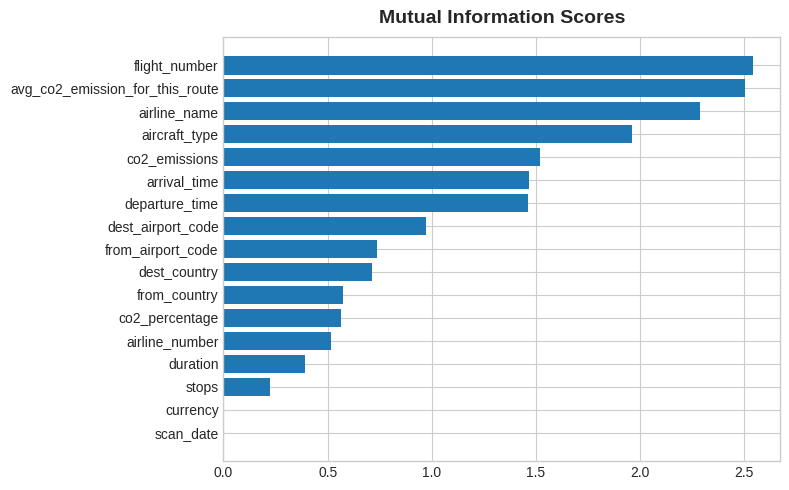 Mutual Information Scores
flight_number
avg_co2_emission_for_this_route
airline_name
aircraft_type
co2_emissions
arrival_time
departure_time
dest_airport_code
from_airport_code
dest_country
from_country
co2_percentage
airline_number
duration
stops
currency
scan_date
0.0 0.5 1.0 1.5 2.0 2.5